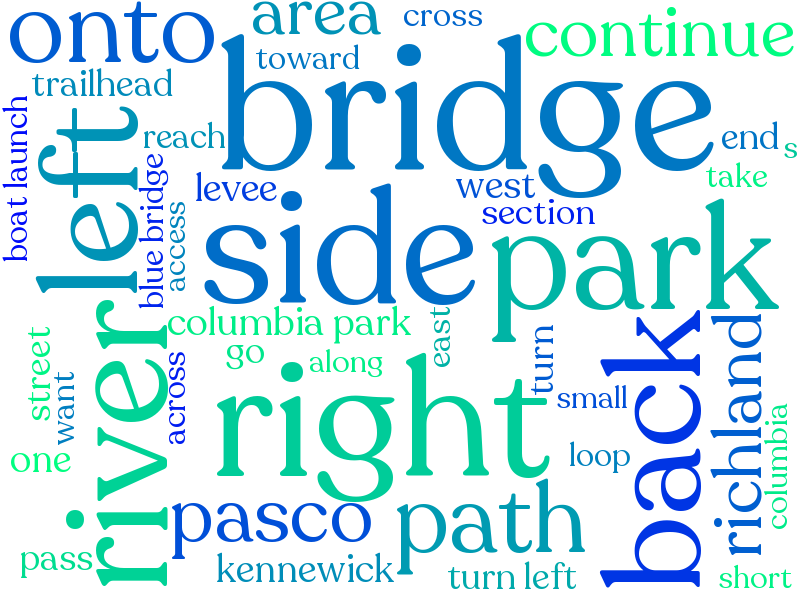 onto
area
cross
continue
trailhead
toward
bridge
boat launch
left
reach
end
s
levee
west
take
blue bridge
access
section
side
park
river
columbia park
street
go
along
east
turn
back
richland
want
across
right
small
columbia
one
loop
pasco
path
pass
kennewick
turn left
short